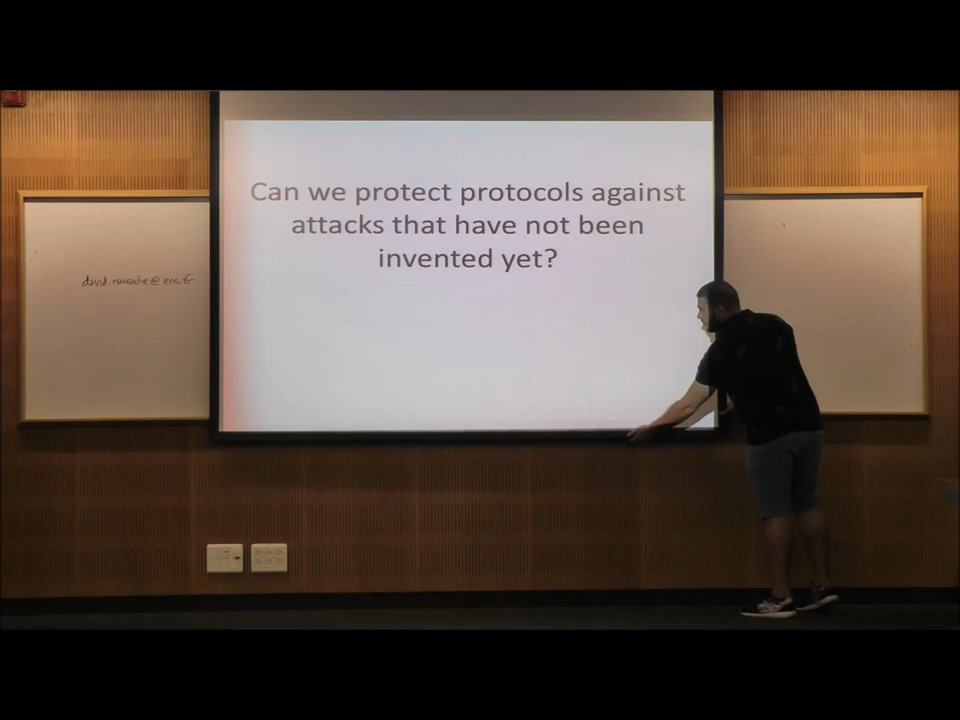 Can we protect protocols against
attacks that have not been
invented yet?
david.naccache@ens.fr